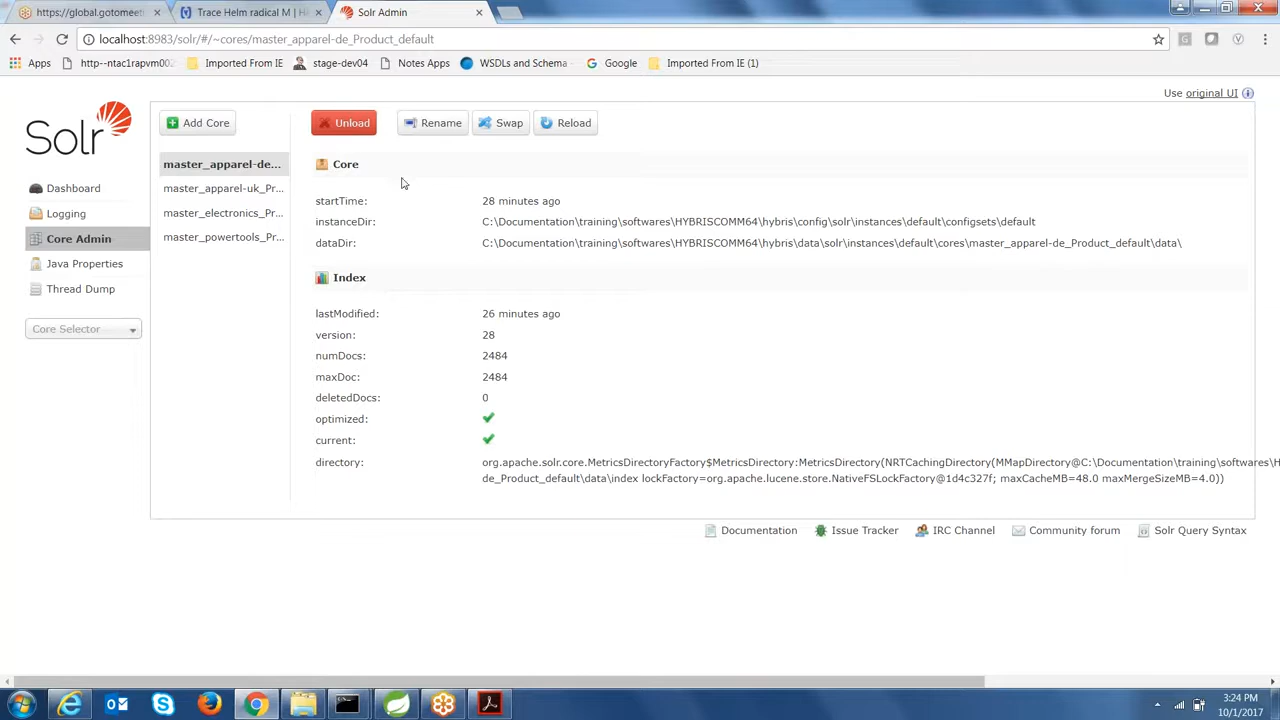 https://global.gotomeeti
Trace Helm radical M | H
Solr Admin
localhost:8983/solr/#/~cores/master_apparel-de_Product_default
Apps
http--ntac1rapvm002
Imported From IE
stage-dev04
Notes Apps
WSDLs and Schema
Google
Imported From IE (1)
Use original UI
Solr
Add Core
Unload
Rename
Swap
Reload
master_apparel-de...
master_apparel-uk_Pr...
master_electronics_Pr...
master_powertools_Pr...
Dashboard
Logging
Core Admin
Java Properties
Thread Dump
Core Selector
Core
startTime: 28 minutes ago
instanceDir: C:\Documentation\training\softwares\HYBRISCOMM64\hybris\config\solr\instances\default\configsets\default
dataDir: C:\Documentation\training\softwares\HYBRISCOMM64\hybris\data\solr\instances\default\cores\master_apparel-de_Product_default\data\
Index
lastModified: 26 minutes ago
version: 28
numDocs: 2484
maxDoc: 2484
deletedDocs: 0
optimized:
current:
directory: org.apache.solr.core.MetricsDirectoryFactory$MetricsDirectory:MetricsDirectory(NRTCachingDirectory(MMapDirectory@C:\Documentation\training\softwares\H
de_Product_default\data\index lockFactory=org.apache.lucene.store.NativeFSLockFactory@1d4c327f; maxCacheMB=48.0 maxMergeSizeMB=4.0))
Documentation
Issue Tracker
IRC Channel
Community forum
Solr Query Syntax
3:24 PM
10/1/2017